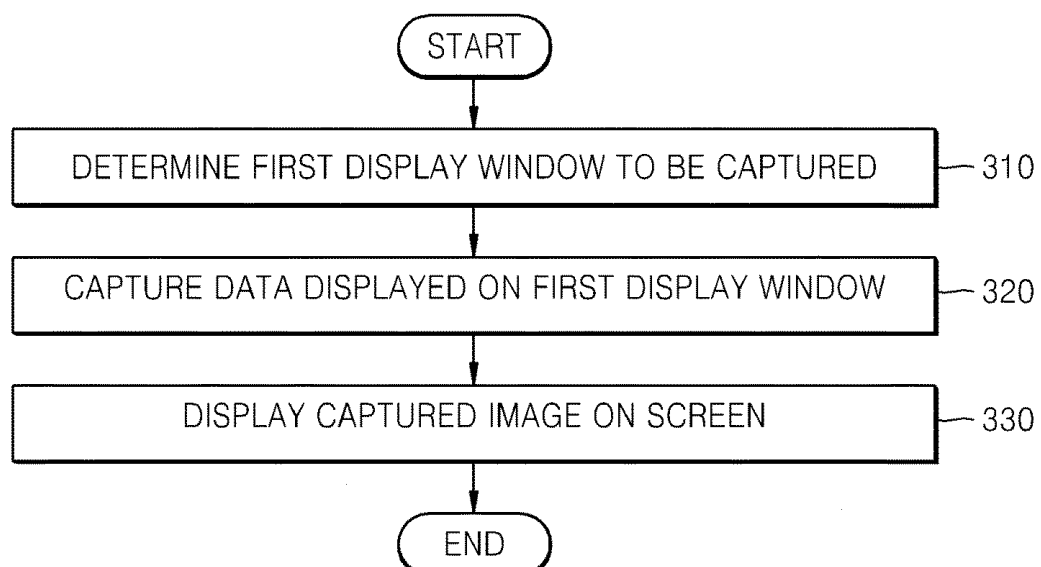 START
DETERMINE FIRST DISPLAY WINDOW TO BE CAPTURED
310
CAPTURE DATA DISPLAYED ON FIRST DISPLAY WINDOW
320
DISPLAY CAPTURED IMAGE ON SCREEN
330
END